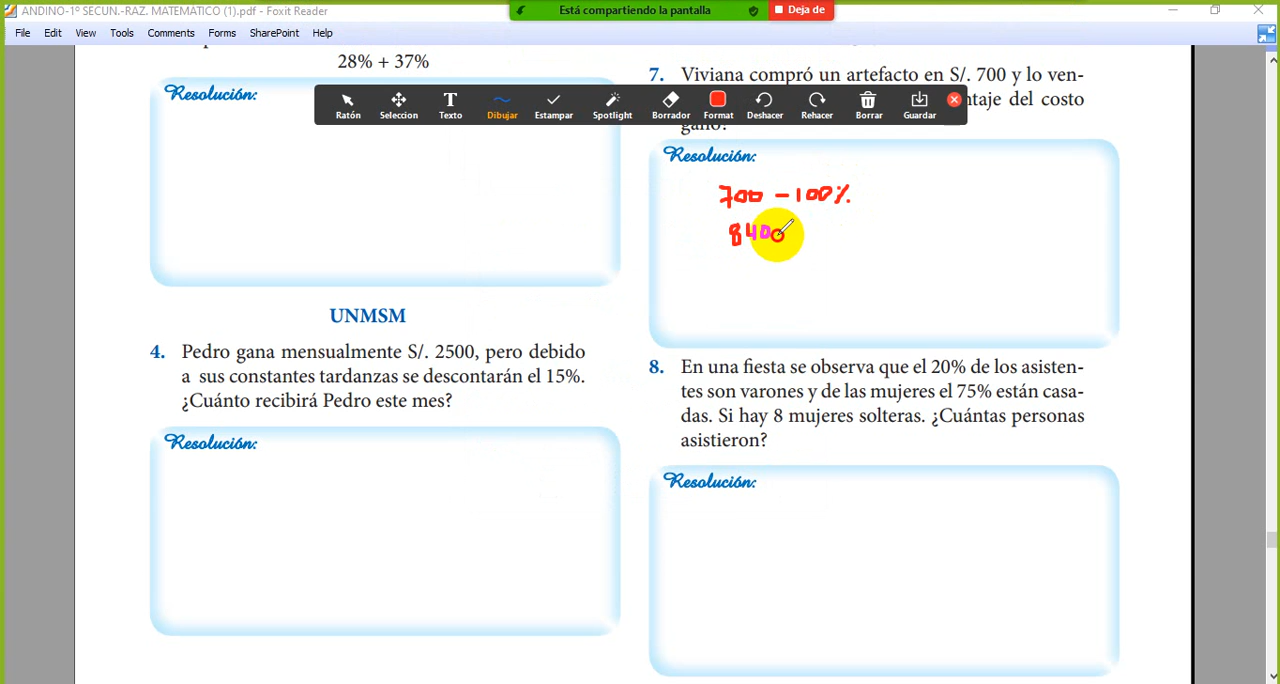 ANDINO-1º SECUN.-RAZ. MATEMATICO (1).pdf - Foxit Reader
Está compartiendo la pantalla
Deja de
File Edit View Tools Comments Forms SharePoint Help
28% + 37%
Resolución:
Ratón Seleccion Texto Dibujar Estampar Spotlight Borrador Format Deshacer Rehacer Borrar Guardar
UNMSM
4. Pedro gana mensualmente S/. 2500, pero debido
a sus constantes tardanzas se descontarán el 15%.
¿Cuánto recibirá Pedro este mes?
Resolución:
7. Viviana compró un artefacto en S/. 700 y lo ven-
ntaje del costo
ganó?
Resolución:
700 - 100%
840
8. En una fiesta se observa que el 20% de los asisten-
tes son varones y de las mujeres el 75% están casa-
das. Si hay 8 mujeres solteras. ¿Cuántas personas
asistieron?
Resolución: